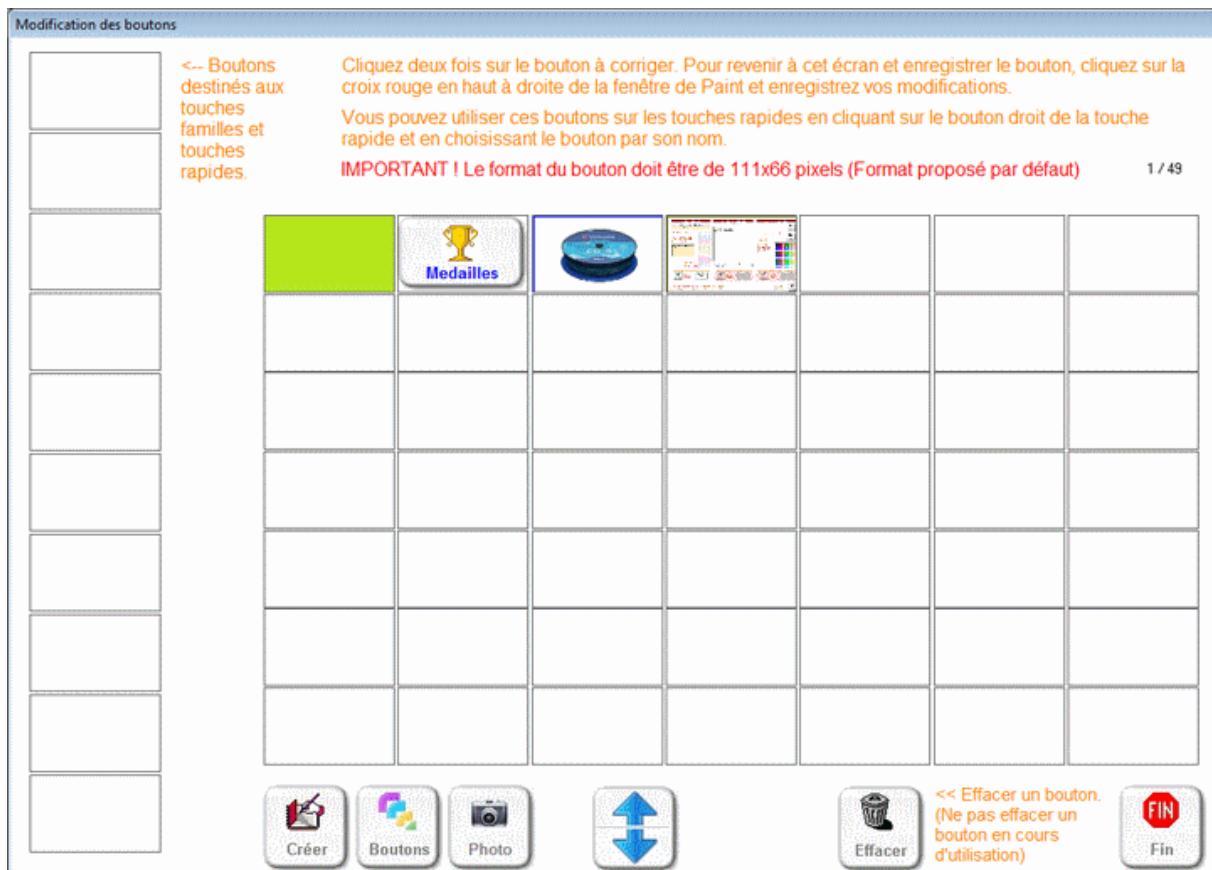 Modification des boutons
<-- Boutons
destinés aux
touches
familles et
touches
rapides.
Cliquez deux fois sur le bouton à corriger. Pour revenir à cet écran et enregistrer le bouton, cliquez sur la
croix rouge en haut à droite de la fenêtre de Paint et enregistrez vos modifications.
Vous pouvez utiliser ces boutons sur les touches rapides en cliquant sur le bouton droit de la touche
rapide et en choisissant le bouton par son nom.
IMPORTANT ! Le format du bouton doit être de 111x66 pixels (Format proposé par défaut)
1 / 49
Medailles
Créer
Boutons
Photo
Effacer
<< Effacer un bouton.
(Ne pas effacer un
bouton en cours
d'utilisation)
FIN
Fin